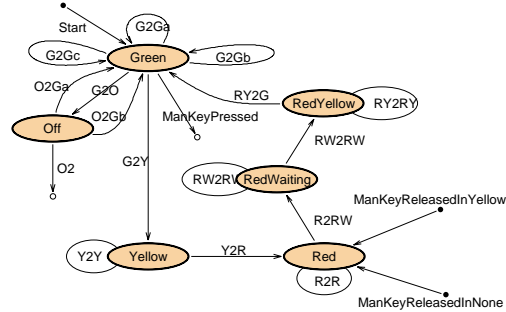 Start
G2Ga
G2Gc
Green
G2Gb
O2Ga
G2O
O2Gb
ManKeyPressed
RY2G
RedYellow
RY2RY
Off
RW2RW
O2
G2Y
RW2RW
RedWaiting
ManKeyReleasedInYellow
R2RW
Y2Y
Yellow
Y2R
Red
R2R
ManKeyReleasedInNone